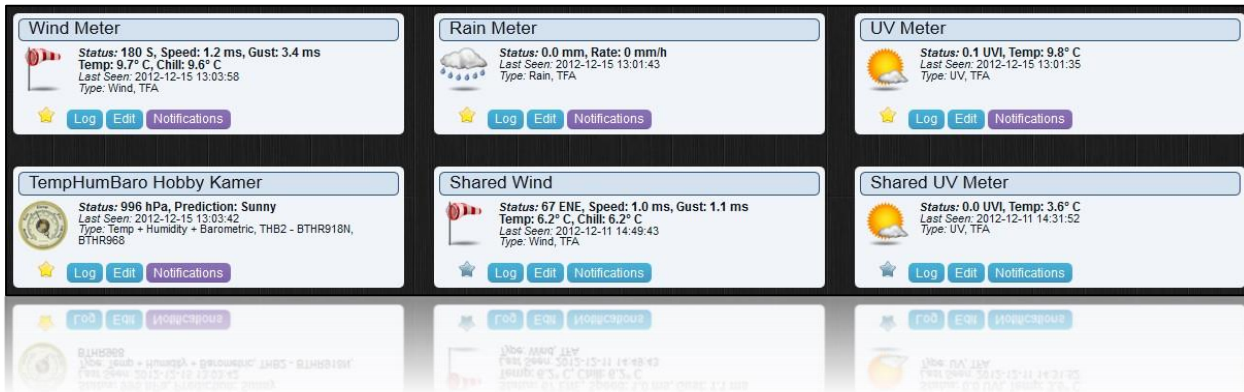 Wind Meter
Status: 180 S, Speed: 1.2 ms, Gust: 3.4 ms
Temp: 9.7° C, Chill: 9.6° C
Last Seen: 2012-12-15 13:03:58
Type: Wind, TFA
Log Edit Notifications
Rain Meter
Status: 0.0 mm, Rate: 0 mm/h
Last Seen: 2012-12-15 13:01:43
Type: Rain, TFA
Log Edit Notifications
UV Meter
Status: 0.1 UVI, Temp: 9.8° C
Last Seen: 2012-12-15 13:01:35
Type: UV, TFA
Log Edit Notifications
TempHumBaro Hobby Kamer
Status: 996 hPa, Prediction: Sunny
Last Seen: 2012-12-15 13:03:42
Type: Temp + Humidity + Barometric, THB2 - BTHR918N,
BTHR968
Log Edit Notifications
Shared Wind
Status: 67 ENE, Speed: 1.0 ms, Gust: 1.1 ms
Temp: 6.2° C, Chill: 6.2° C
Last Seen: 2012-12-11 14:49:43
Type: Wind, TFA
Log Edit Notifications
Shared UV Meter
Status: 0.0 UVI, Temp: 3.6° C
Last Seen: 2012-12-11 14:31:52
Type: UV, TFA
Log Edit Notifications